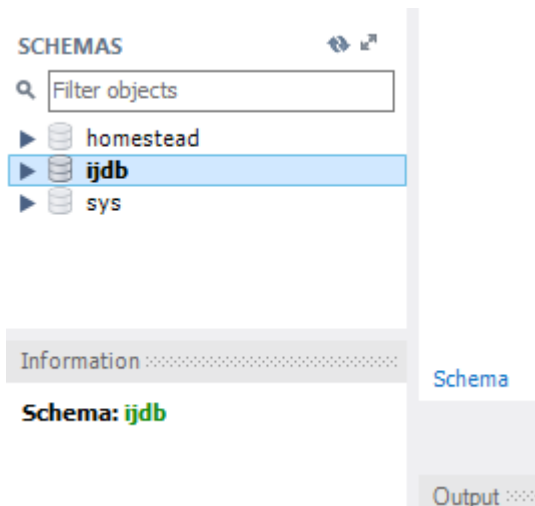 SCHEMAS
Filter objects
homestead
ijdb
sys
Information
Schema: ijdb
Schema
Output